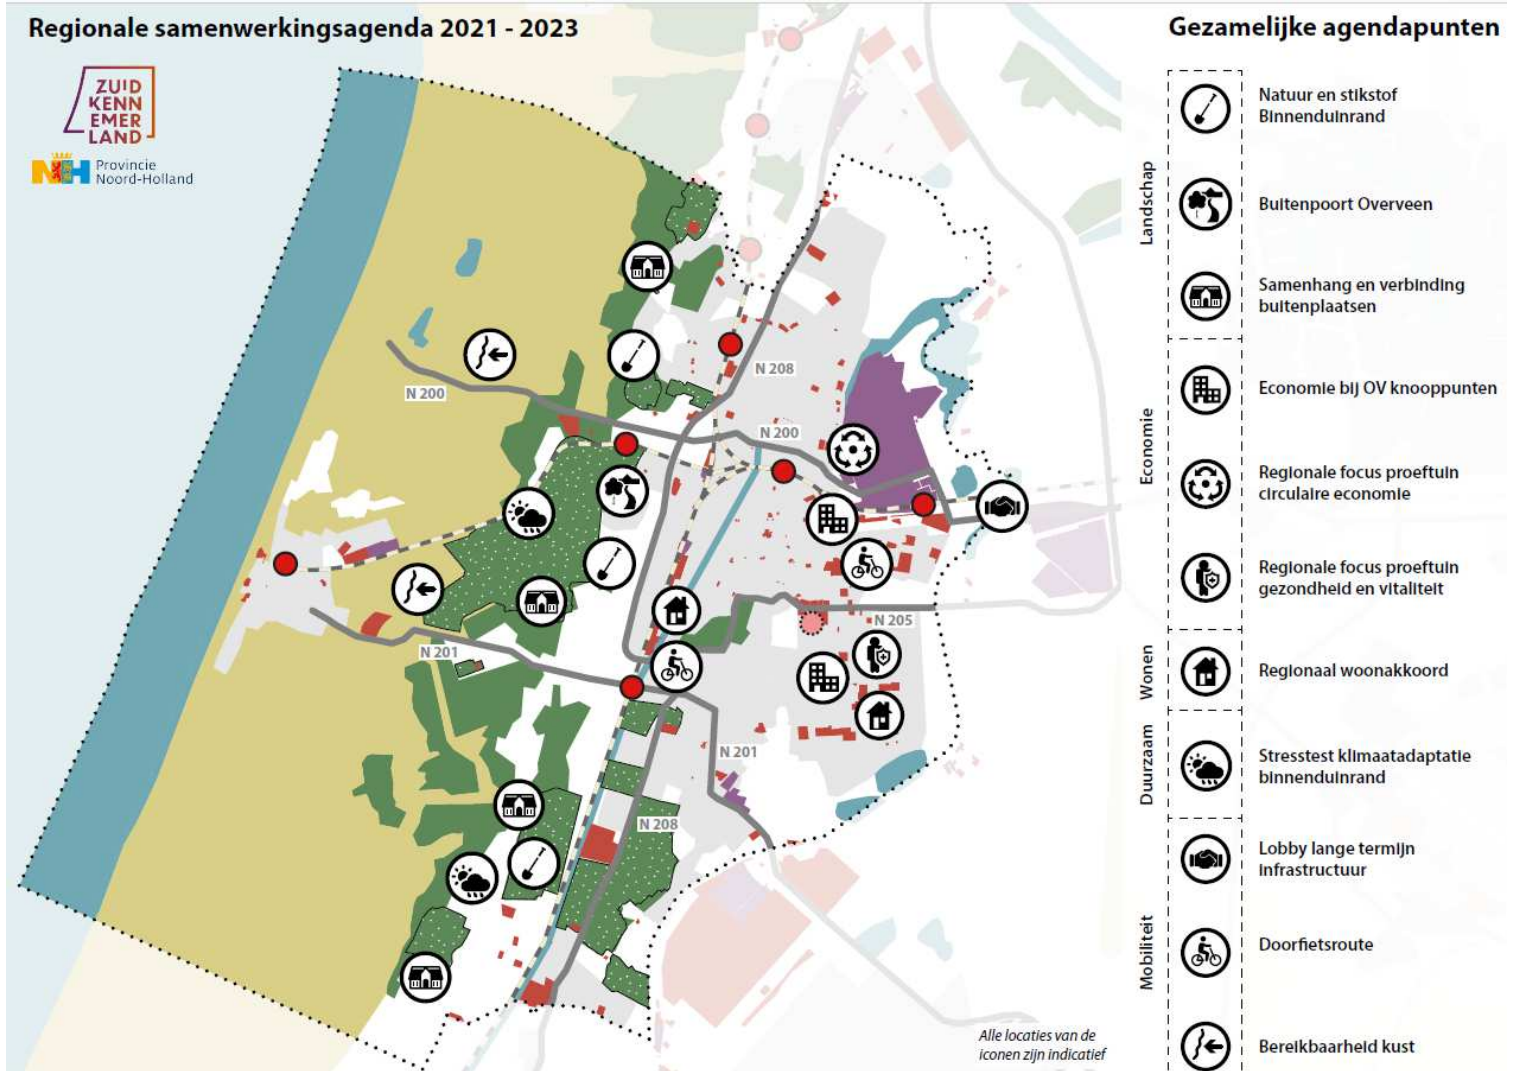 Regionale samenwerkingsagenda 2021 - 2023
ZUID
KENN
EMER
LAND
NH
Provincie
Noord-Holland
N 208
N 200
N 200
N 205
N 201
N 201
N 208
Alle locaties van de
iconen zijn indicatief
Gezamelijke agendapunten
Landschap
Natuur en stikstof
Binnenduinrand
Buitenpoort Overveen
Samenhang en verbinding
buitenplaatsen
Economie
Economie bij OV knooppunten
Regionale focus proeftuin
circulaire economie
Regionale focus proeftuin
gezondheid en vitaliteit
Wonen
Regionaal woonakkoord
Duurzaam
Stresstest klimaatadaptatie
binnenduinrand
Mobiliteit
Lobby lange termijn
infrastructuur
Doorfietsroute
Bereikbaarheid kust